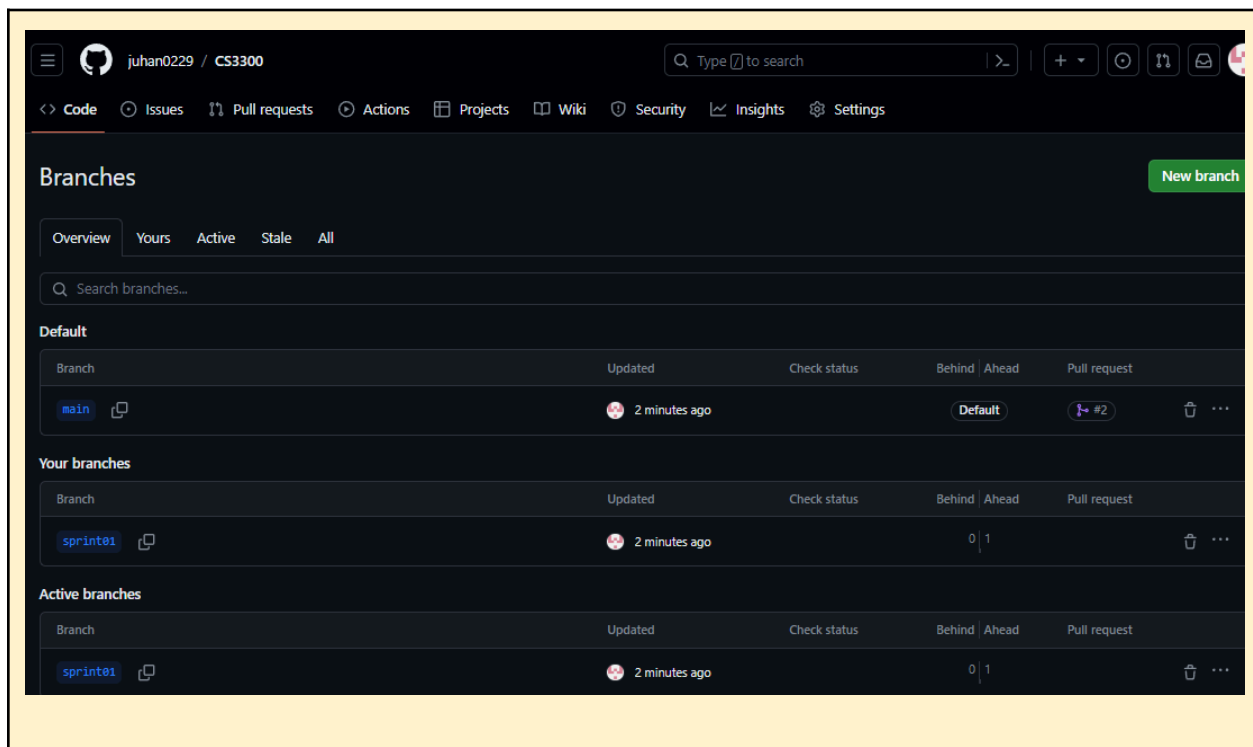 juhan0229 / CS3300
Type / to search
Code Issues Pull requests Actions Projects Wiki Security Insights Settings
Branches
New branch
Overview Yours Active Stale All
Search branches...
Default
Branch Updated Check status Behind Ahead Pull request
main 2 minutes ago Default #2
Your branches
Branch Updated Check status Behind Ahead Pull request
sprint01 2 minutes ago 0 1
Active branches
Branch Updated Check status Behind Ahead Pull request
sprint01 2 minutes ago 0 1